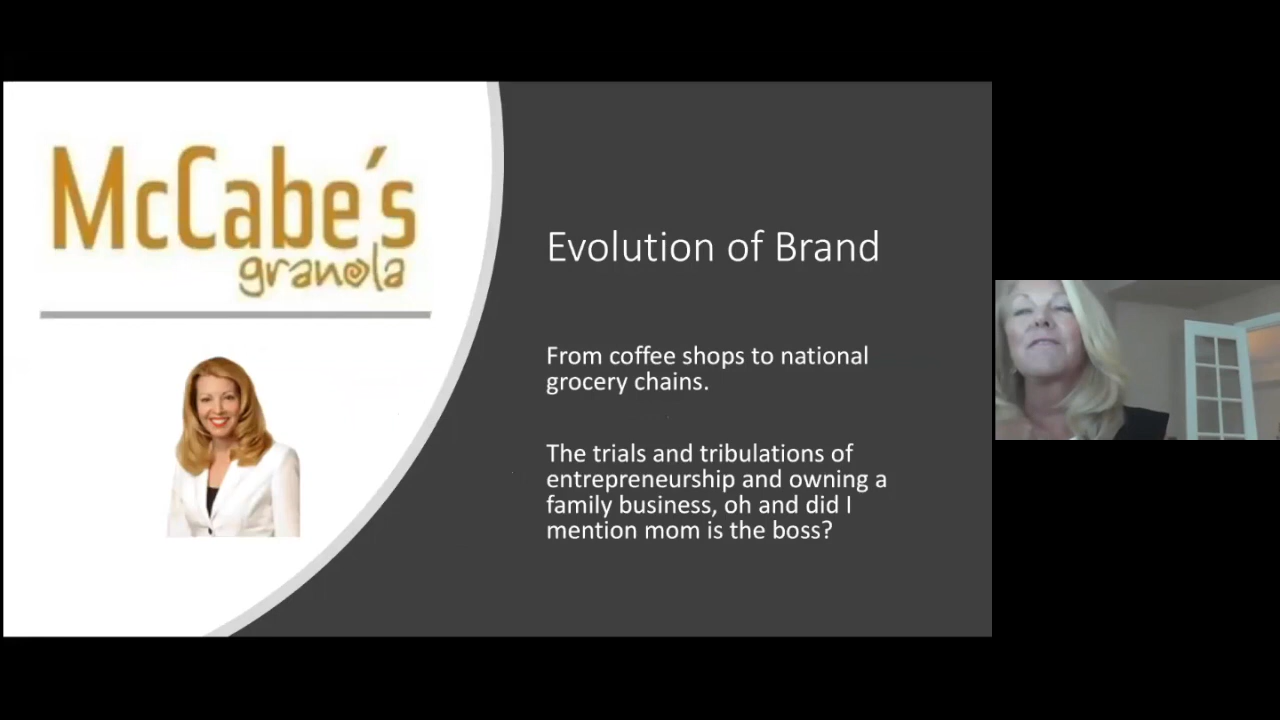 McCabe´s
granola
Evolution of Brand
From coffee shops to national
grocery chains.
The trials and tribulations of
entrepreneurship and owning a
family business, oh and did I
mention mom is the boss?